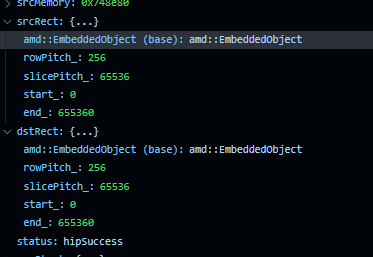 srcMemory: 0x748e80
srcRect: {...}
amd::EmbeddedObject (base): amd::EmbeddedObject
rowPitch_: 256
slicePitch_: 65536
start_: 0
end_: 655360
dstRect: {...}
amd::EmbeddedObject (base): amd::EmbeddedObject
rowPitch_: 256
slicePitch_: 65536
start_: 0
end_: 655360
status: hipSuccess